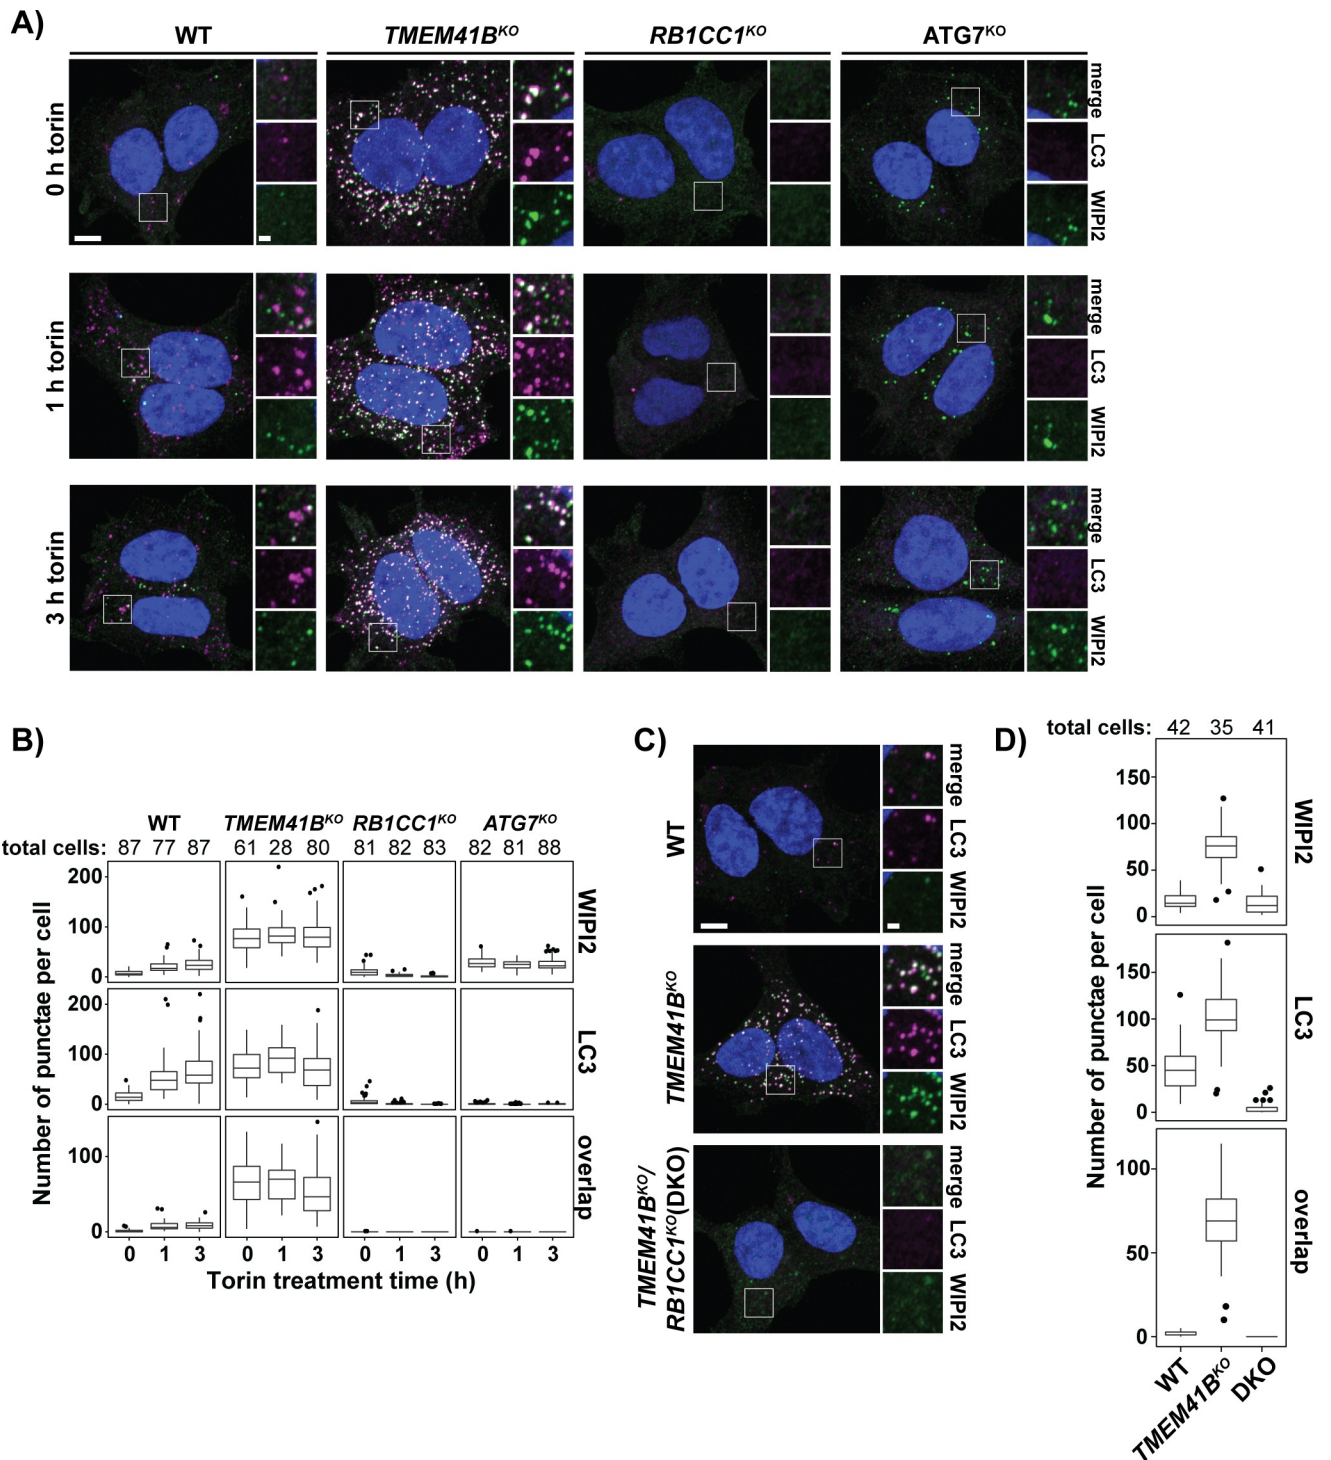 A)
WT TMEM41B^KO RB1CC1^KO ATG7^KO
0 h torin
merge LC3 WIPI2
1 h torin
merge LC3 WIPI2
3 h torin
merge LC3 WIPI2
B)
WT TMEM41B^KO RB1CC1^KO ATG7^KO
total cells: 87 77 87 61 28 80 81 82 83 82 81 88
Number of punctae per cell
200
100
0
WIPI2
200
100
0
LC3
100
0
overlap
0 1 3 0 1 3 0 1 3 0 1 3
Torin treatment time (h)
C)
WT
merge LC3 WIPI2
TMEM41B^KO
merge LC3 WIPI2
TMEM41B^KO/
RB1CC1^KO(DKO)
merge LC3 WIPI2
D)
total cells: 42 35 41
Number of punctae per cell
150
100
50
0
WIPI2
150
100
50
0
LC3
100
50
0
overlap
WT TMEM41B^KO DKO